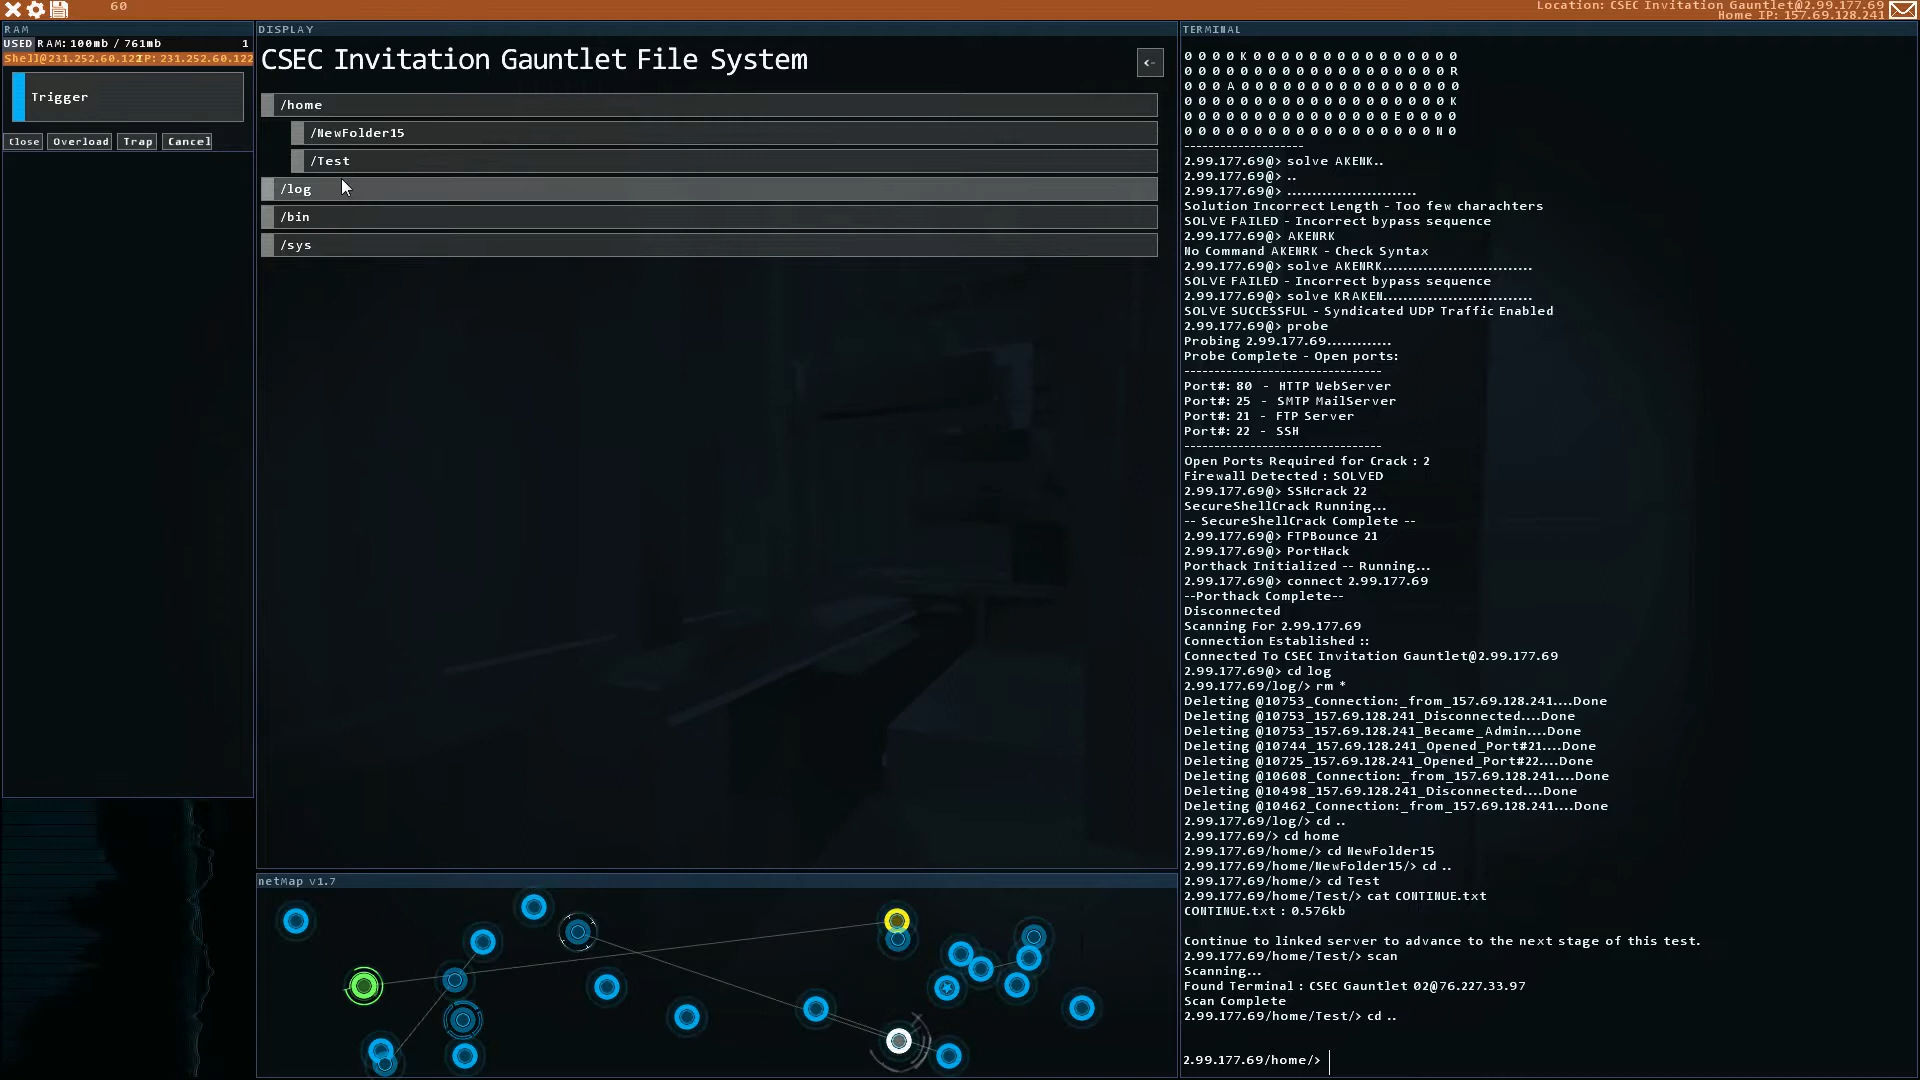 60
Location: CSEC Invitation Gauntlet@2.99.177.69
Home IP: 157.69.128.241
RAM
USED RAM: 100mb / 761mb 1
Shell@231.252.60.122 IP: 231.252.60.122
Trigger
Close Overload Trap Cancel
DISPLAY
CSEC Invitation Gauntlet File System
<-
/home
/NewFolder15
/Test
/log
/bin
/sys
netMap v1.7
TERMINAL
0 0 0 0 K 0 0 0 0 0 0 0 0 0 0 0 0 0 0
0 0 0 0 0 0 0 0 0 0 0 0 0 0 0 0 0 0 R
0 0 0 A 0 0 0 0 0 0 0 0 0 0 0 0 0 0 0
0 0 0 0 0 0 0 0 0 0 0 0 0 0 0 0 0 0 K
0 0 0 0 0 0 0 0 0 0 0 0 0 0 E 0 0 0 0
0 0 0 0 0 0 0 0 0 0 0 0 0 0 0 0 0 N 0
--------------------
2.99.177.69@> solve AKENK..
2.99.177.69@> ..
2.99.177.69@> ..........................
Solution Incorrect Length - Too few charachters
SOLVE FAILED - Incorrect bypass sequence
2.99.177.69@> AKENRK
No Command AKENRK - Check Syntax
2.99.177.69@> solve AKENRK..............................
SOLVE FAILED - Incorrect bypass sequence
2.99.177.69@> solve KRAKEN..............................
SOLVE SUCCESSFUL - Syndicated UDP Traffic Enabled
2.99.177.69@> probe
Probing 2.99.177.69.............
Probe Complete - Open ports:
---------------------------------
Port#: 80 - HTTP WebServer
Port#: 25 - SMTP MailServer
Port#: 21 - FTP Server
Port#: 22 - SSH
---------------------------------
Open Ports Required for Crack : 2
Firewall Detected : SOLVED
2.99.177.69@> SSHcrack 22
SecureShellCrack Running...
-- SecureShellCrack Complete --
2.99.177.69@> FTPBounce 21
2.99.177.69@> PortHack
Porthack Initialized -- Running...
2.99.177.69@> connect 2.99.177.69
--Porthack Complete--
Disconnected
Scanning For 2.99.177.69
Connection Established ::
Connected To CSEC Invitation Gauntlet@2.99.177.69
2.99.177.69@> cd log
2.99.177.69/log/> rm *
Deleting @10753_Connection:_from_157.69.128.241....Done
Deleting @10753_157.69.128.241_Disconnected....Done
Deleting @10753_157.69.128.241_Became_Admin....Done
Deleting @10744_157.69.128.241_Opened_Port#21....Done
Deleting @10725_157.69.128.241_Opened_Port#22....Done
Deleting @10608_Connection:_from_157.69.128.241....Done
Deleting @10498_157.69.128.241_Disconnected....Done
Deleting @10462_Connection:_from_157.69.128.241....Done
2.99.177.69/log/> cd ..
2.99.177.69/> cd home
2.99.177.69/home/> cd NewFolder15
2.99.177.69/home/NewFolder15/> cd ..
2.99.177.69/home/> cd Test
2.99.177.69/home/Test/> cat CONTINUE.txt
CONTINUE.txt : 0.576kb
Continue to linked server to advance to the next stage of this test.
2.99.177.69/home/Test/> scan
Scanning...
Found Terminal : CSEC Gauntlet 02@76.227.33.97
Scan Complete
2.99.177.69/home/Test/> cd ..
2.99.177.69/home/>